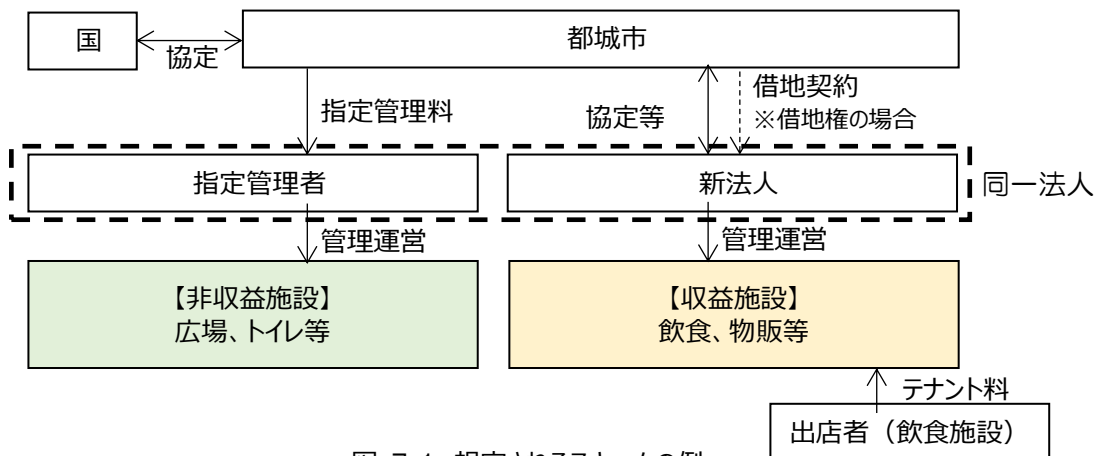 国
都城市
協定
指定管理料
協定等
借地契約
※借地権の場合
指定管理者
新法人
同一法人
管理運営
管理運営
【非収益施設】
広場、トイレ等
【収益施設】
飲食、物販等
テナント料
出店者（飲食施設）